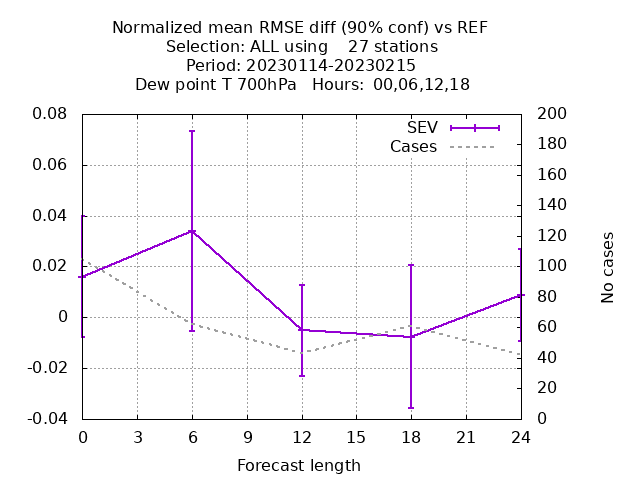 Normalized mean RMSE diff (90% conf) vs REF
Selection: ALL using    27 stations
Period: 20230114-20230215
Dew point T 700hPa   Hours: 00,06,12,18
SEV
Cases
0.08
0.06
0.04
0.02
0
-0.02
-0.04
200
180
160
140
120
100
80
60
40
20
0
No cases
0 3 6 9 12 15 18 21 24
Forecast length